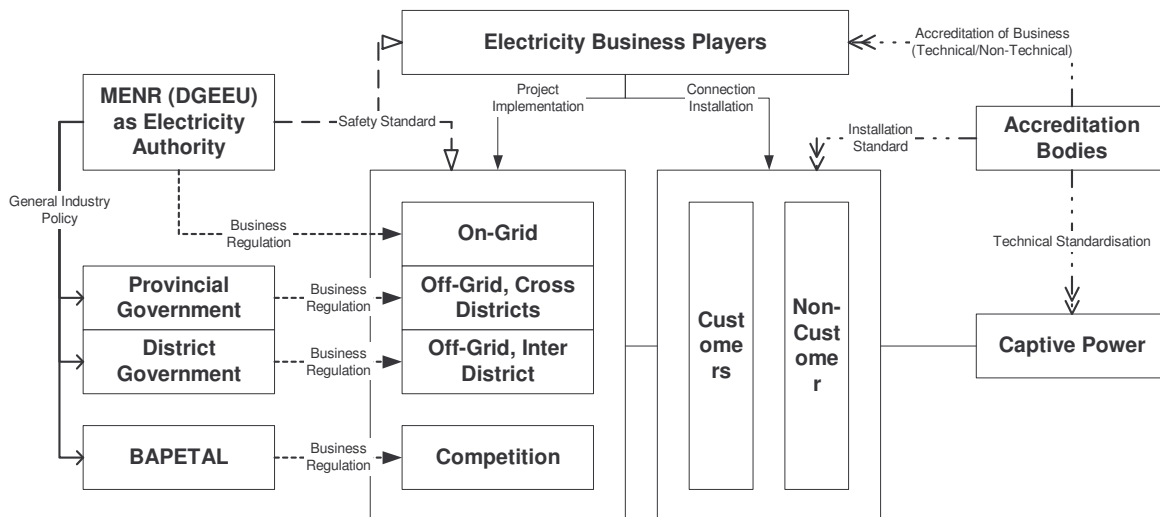 Electricity Business Players
Accreditation of Business
(Technical/Non-Technical)
MENR (DGEEU)
as Electricity
Authority
Project
Implementation
Connection
Installation
Safety Standard
Installation
Standard
Accreditation
Bodies
General Industry
Policy
Business
Regulation
On-Grid
Technical Standardisation
Provincial
Government
Business
Regulation
Off-Grid, Cross
Districts
District
Government
Business
Regulation
Off-Grid, Inter
District
Cust
ome
rs
Non-
Cust
ome
r
Captive Power
BAPETAL
Business
Regulation
Competition